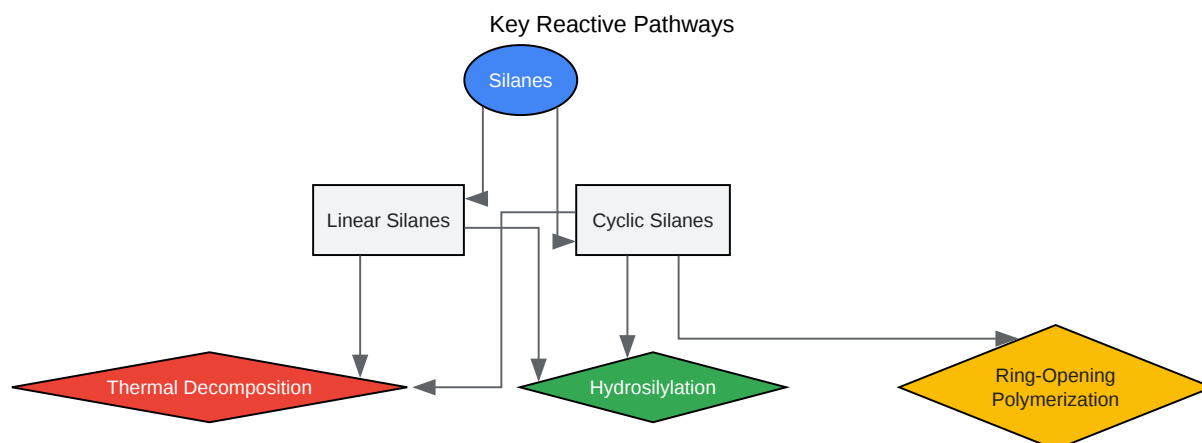 Key Reactive Pathways
Silanes
Linear Silanes
Cyclic Silanes
Thermal Decomposition
Hydrosilylation
Ring-Opening
Polymerization